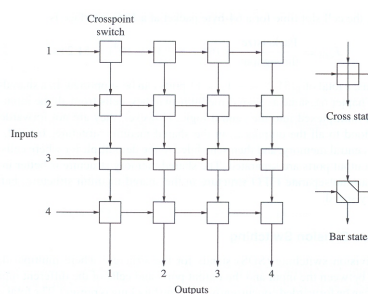 Crosspoint
switch
1
2
Inputs
3
4
1 2 3 4
Outputs
Cross stat
Bar state